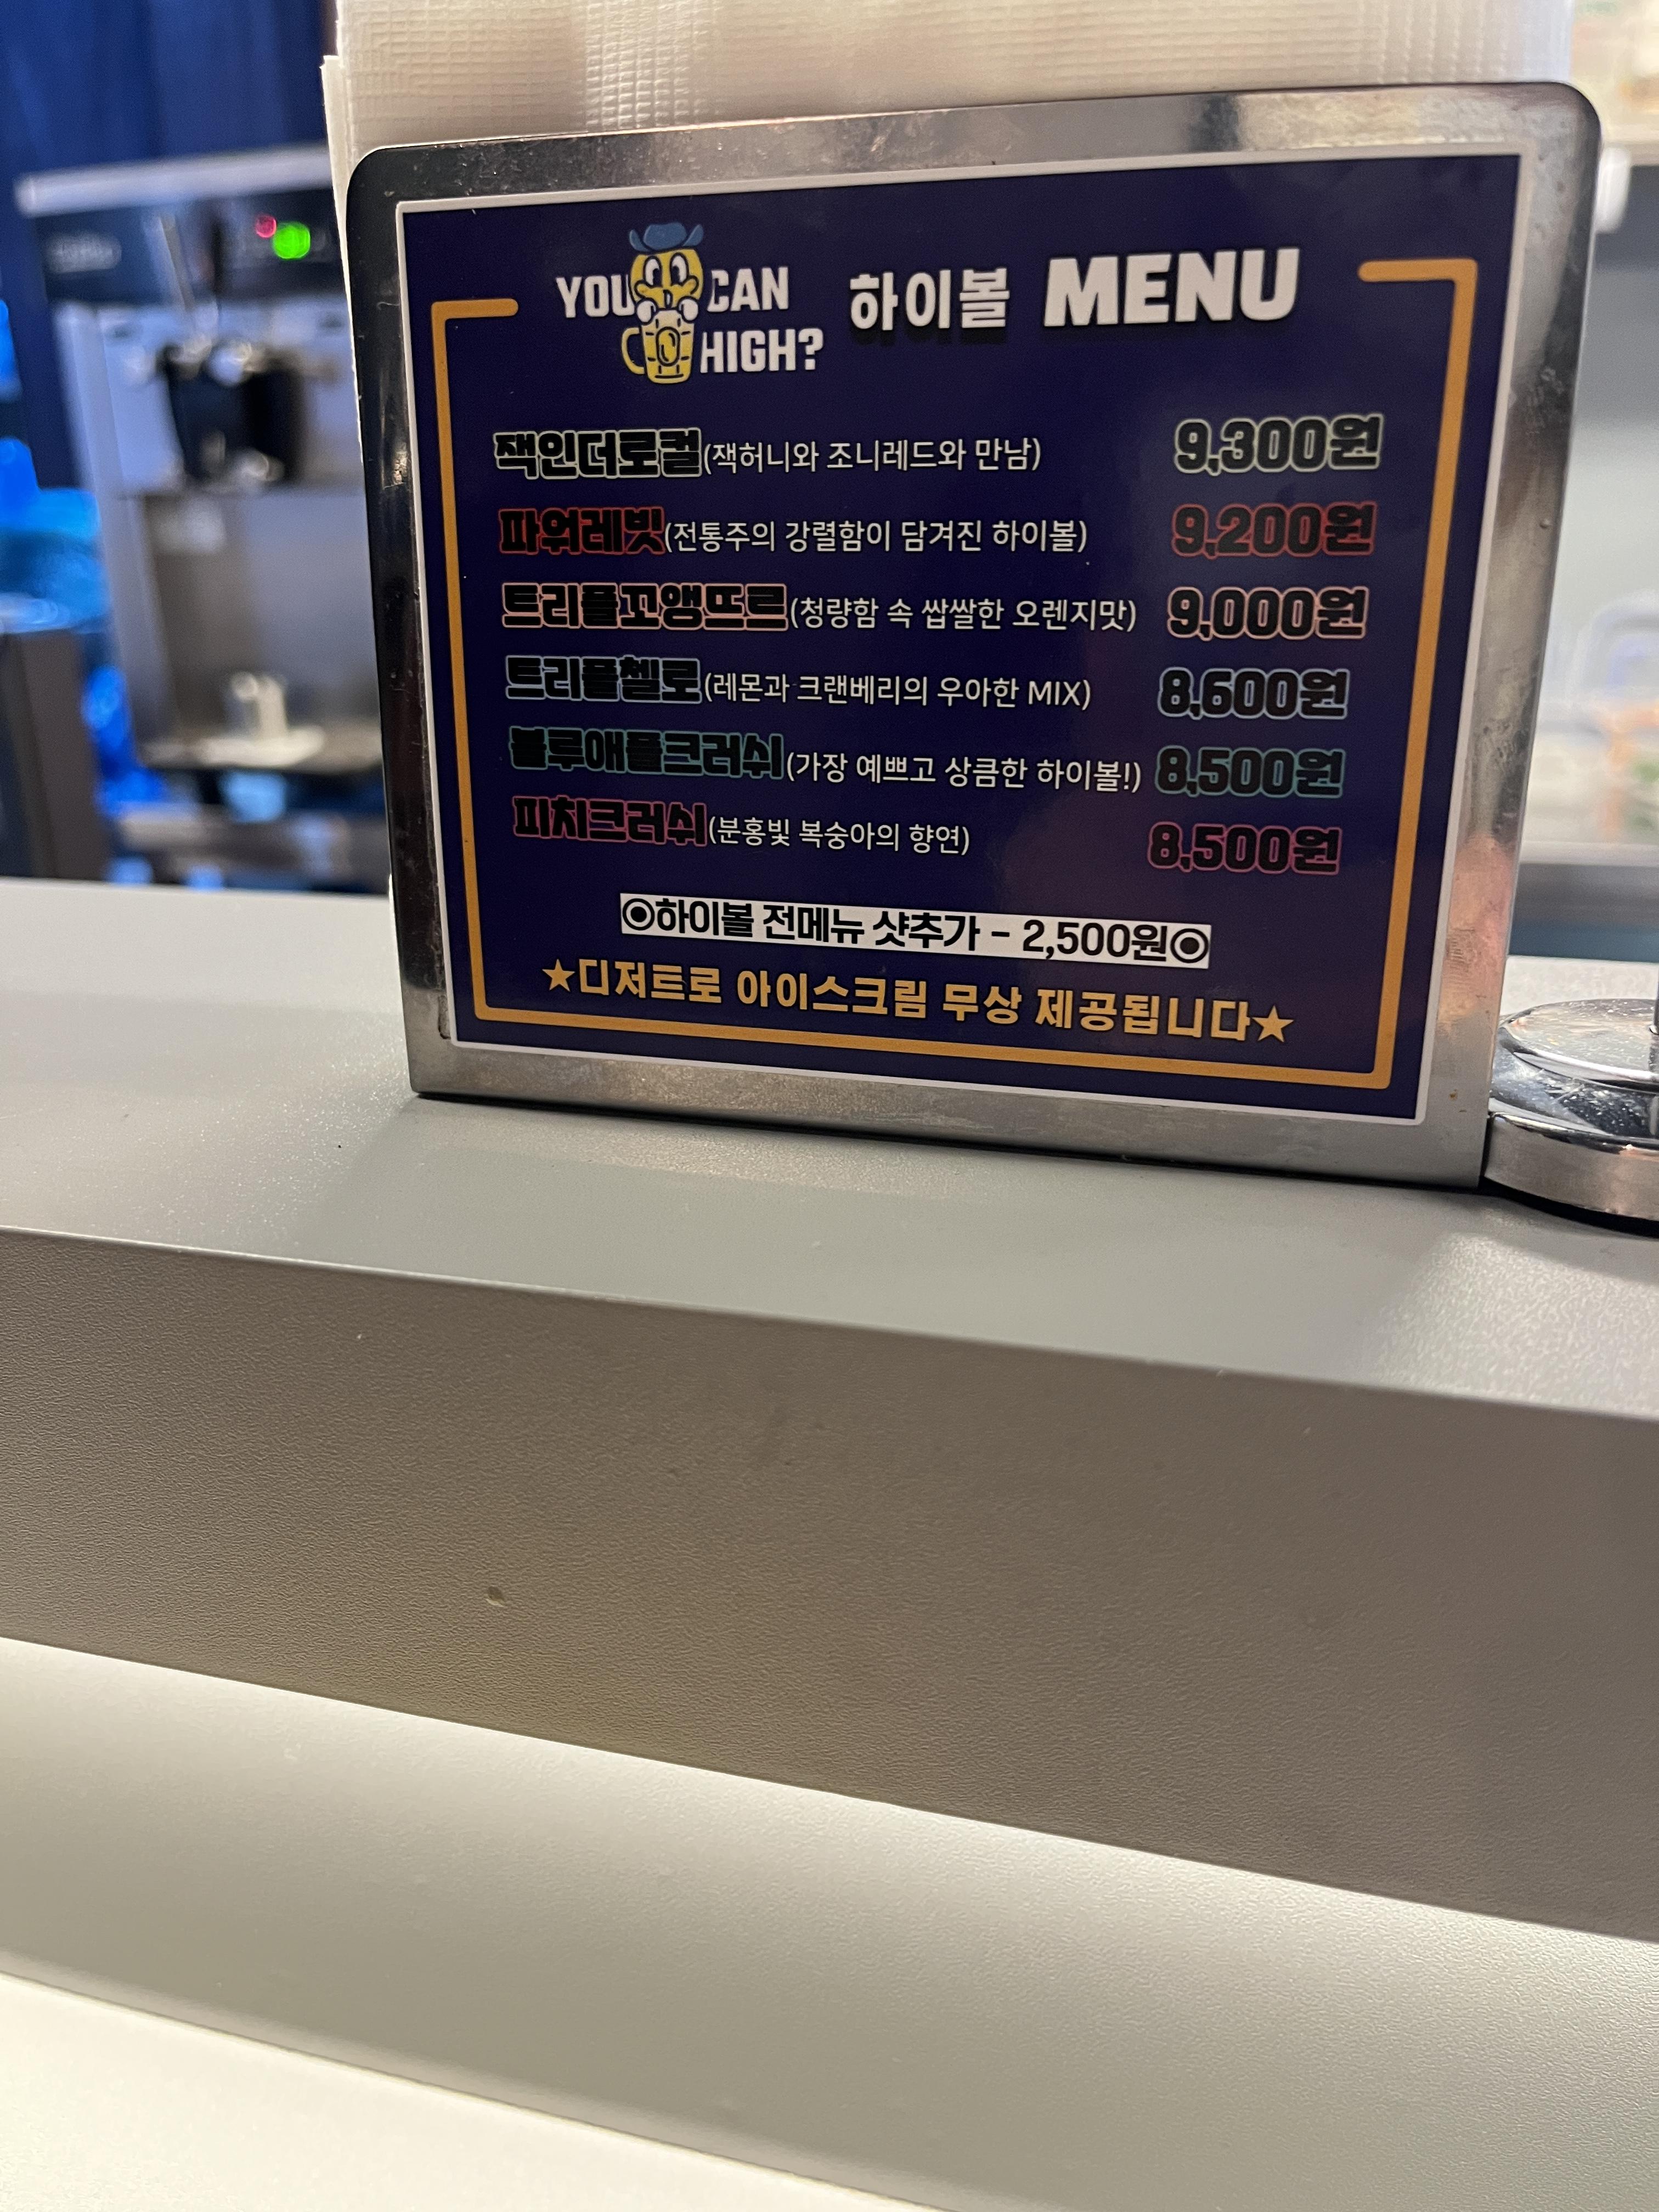 YOU CAN HIGH? 하이볼 MENU
잭인더로컬(잭허니와 조니레드와 만남) 9,300원
파워레빗(전통주의 강렬함이 담겨진 하이볼) 9,200원
트리플꼬앵뜨르(청량함 속 쌉쌀한 오렌지맛) 9,000원
트리플첼로(레몬과 크랜베리의 우아한 MIX) 8,600원
블루애플크러쉬(가장 예쁘고 상큼한 하이볼!) 8,500원
피치크러쉬(분홍빛 복숭아의 향연) 8,500원
◎하이볼 전메뉴 샷추가 - 2,500원◎
★디저트로 아이스크림 무상 제공됩니다★